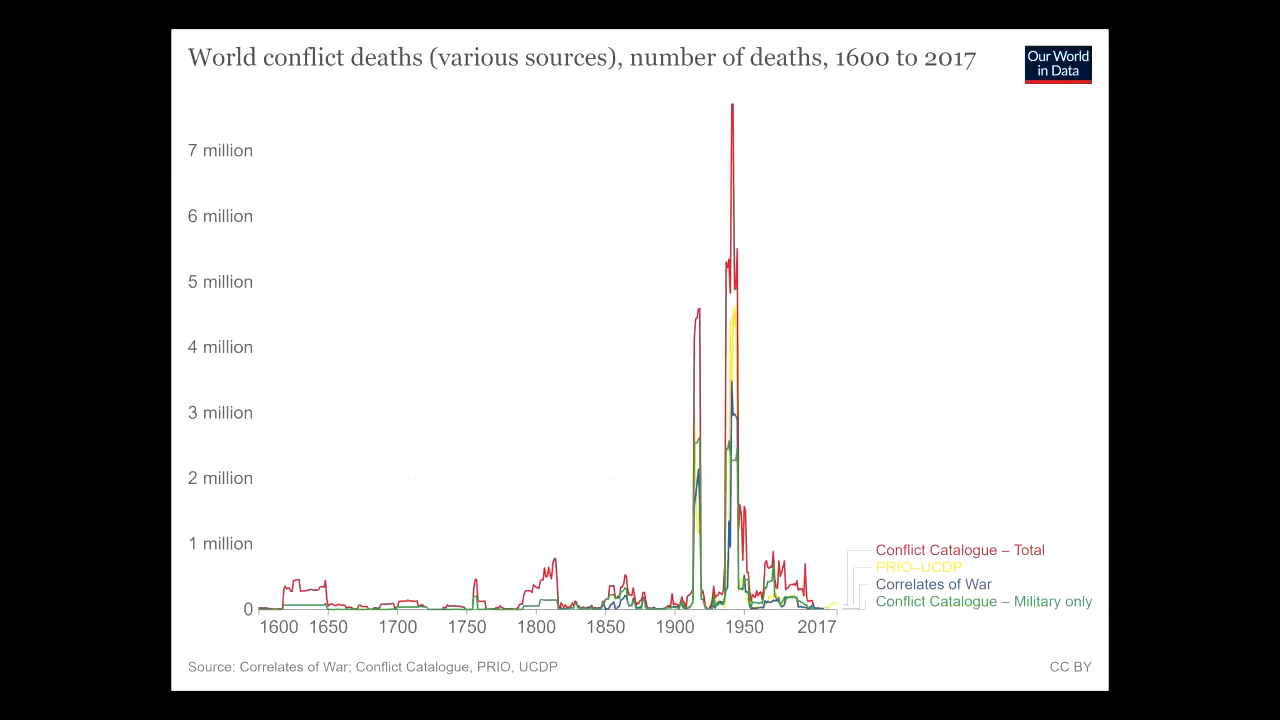 World conflict deaths (various sources), number of deaths, 1600 to 2017
Our World
in Data
7 million
6 million
5 million
4 million
3 million
2 million
1 million
0
1600 1650 1700 1750 1800 1850 1900 1950 2017
Conflict Catalogue – Total
PRIO–UCDP
Correlates of War
Conflict Catalogue – Military only
Source: Correlates of War; Conflict Catalogue, PRIO, UCDP
CC BY